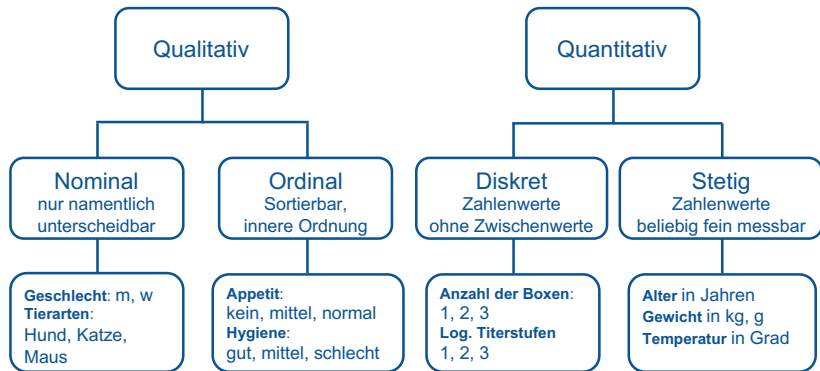 Qualitativ
Quantitativ
Nominal
nur namentlich
unterscheidbar
Ordinal
Sortierbar,
innere Ordnung
Diskret
Zahlenwerte
ohne Zwischenwerte
Stetig
Zahlenwerte
beliebig fein messbar
Geschlecht: m, w
Tierarten:
Hund, Katze,
Maus
Appetit:
kein, mittel, normal
Hygiene:
gut, mittel, schlecht
Anzahl der Boxen:
1, 2, 3
Log. Titerstufen
1, 2, 3
Alter in Jahren
Gewicht in kg, g
Temperatur in Grad